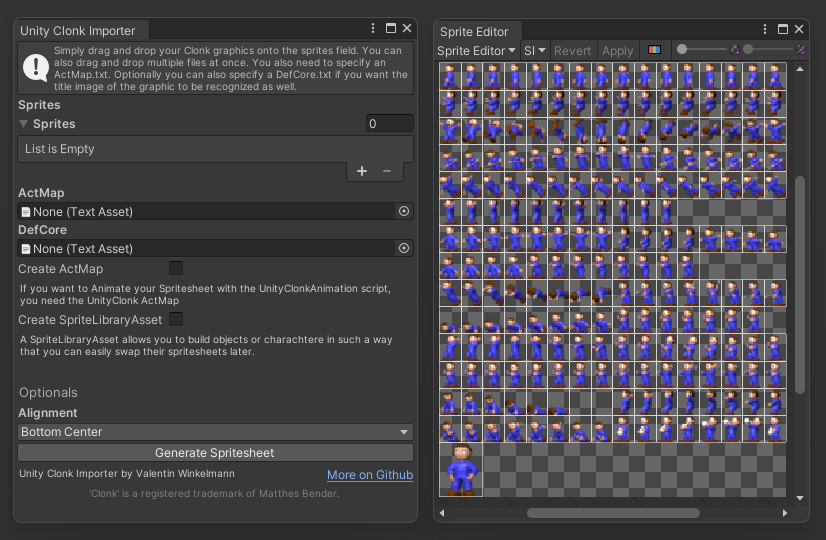 Unity Clonk Importer
Simply drag and drop your Clonk graphics onto the sprites field. You can
also drag and drop multiple files at once. You also need to specify an
ActMap.txt. Optionally you can also specify a DefCore.txt if you want the
title image of the graphic to be recognized as well.
Sprites
Sprites
0
List is Empty
+ −
ActMap
None (Text Asset)
DefCore
None (Text Asset)
Create ActMap
If you want to Animate your Spritesheet with the UnityClonkAnimation script,
you need the UnityClonk ActMap
Create SpriteLibraryAsset
A SpriteLibraryAsset allows you to build objects or charachtere in such a way
that you can easily swap their spritesheets later.
Optionals
Alignment
Bottom Center
Generate Spritesheet
Unity Clonk Importer by Valentin Winkelmann
More on Github
'Clonk' is a registered trademark of Matthes Bender.
Sprite Editor
Sprite Editor
Sl
Revert
Apply